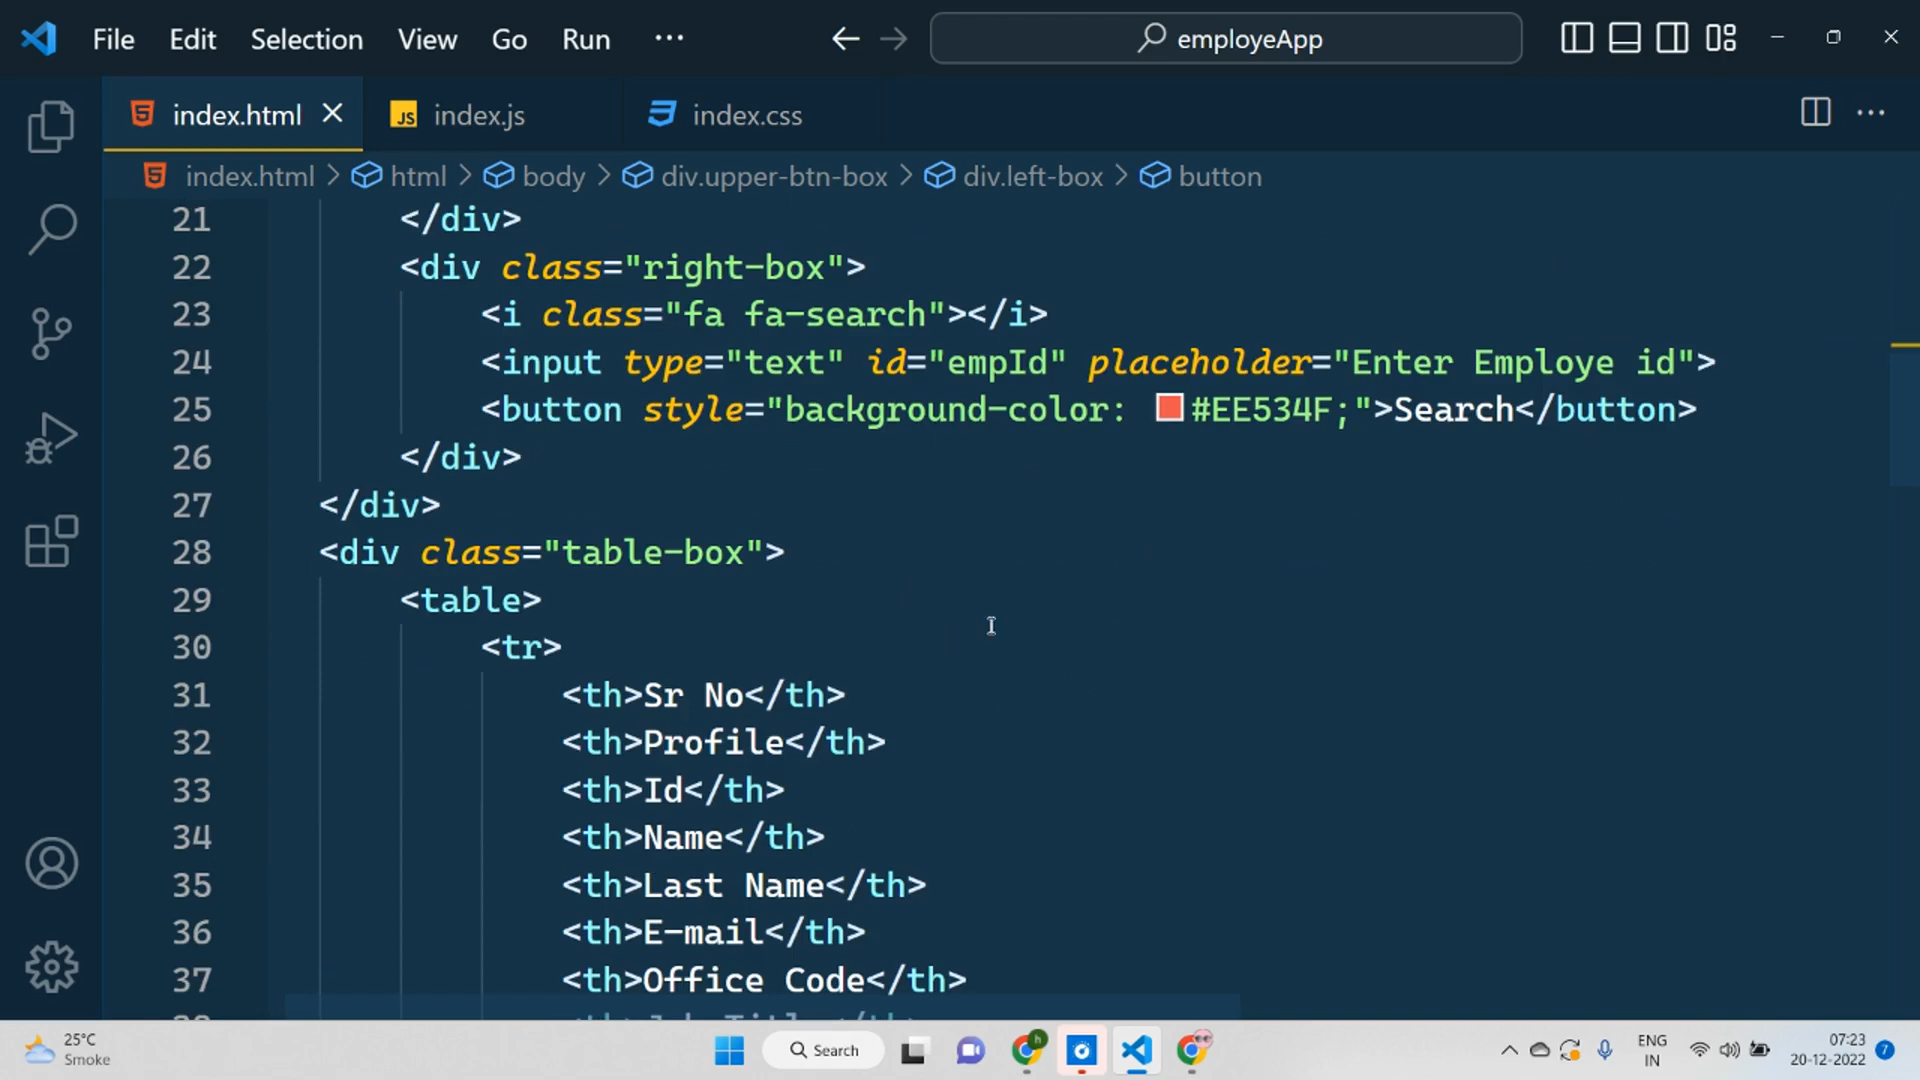 File Edit Selection View Go Run ··· employeApp
index.html JS index.js index.css
index.html > html > body > div.upper-btn-box > div.left-box > button
21 </div>
22 <div class="right-box">
23 <i class="fa fa-search"></i>
24 <input type="text" id="empId" placeholder="Enter Employe id">
25 <button style="background-color: #EE534F;">Search</button>
26 </div>
27 </div>
28 <div class="table-box">
29 <table>
30 <tr>
31 <th>Sr No</th>
32 <th>Profile</th>
33 <th>Id</th>
34 <th>Name</th>
35 <th>Last Name</th>
36 <th>E-mail</th>
37 <th>Office Code</th>
25°C
Smoke
Search
ENG
IN
07:23
20-12-2022
7